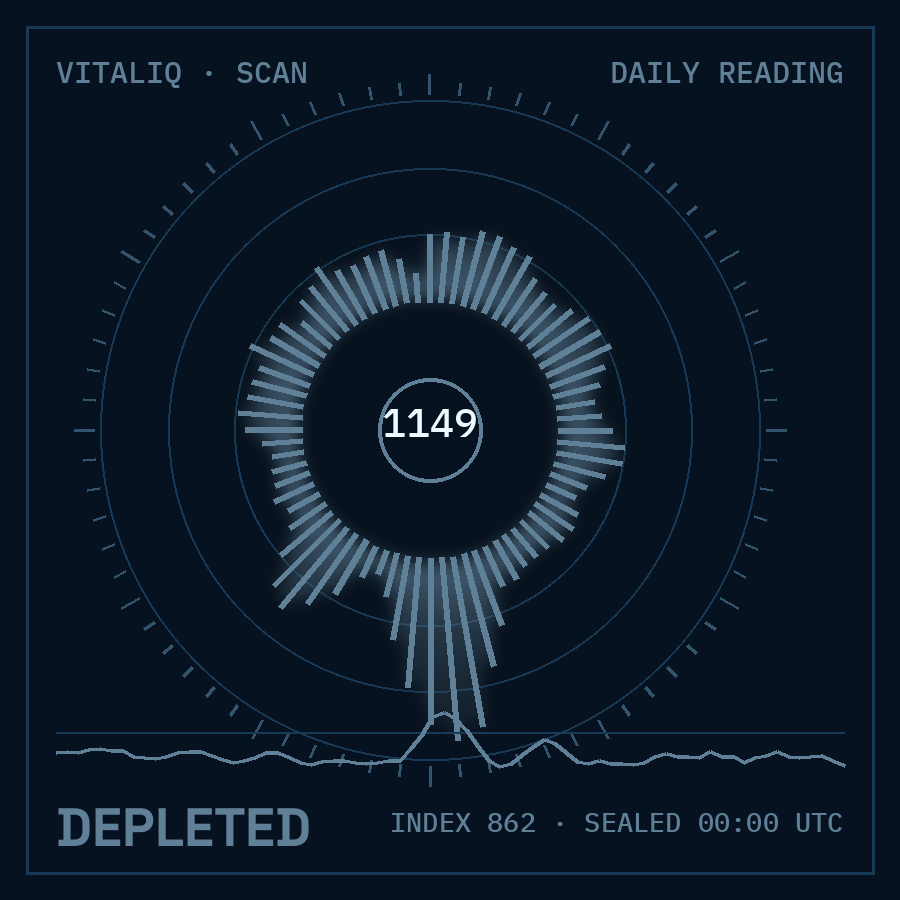 VITALIQ · SCAN
DAILY READING
1149
DEPLETED
INDEX 862 · SEALED 00:00 UTC